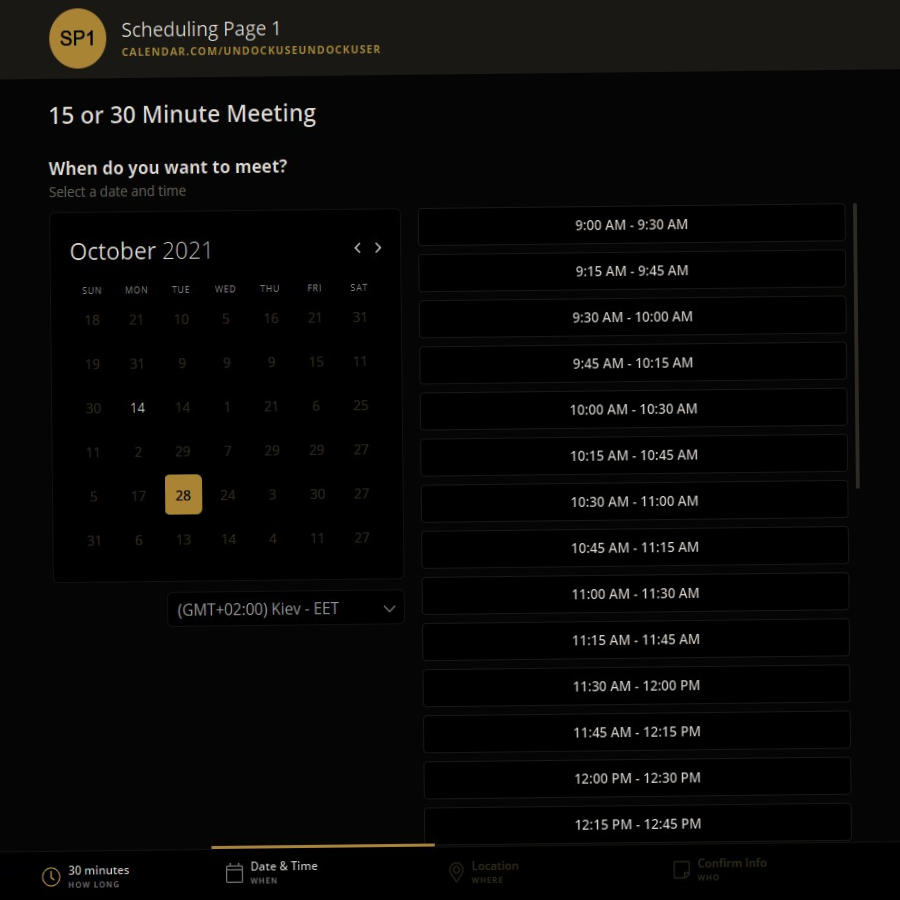 SP1
Scheduling Page 1
CALENDAR.COM/UNDOCKUSEUNDOCKUSER
15 or 30 Minute Meeting
When do you want to meet?
Select a date and time
October 2021
SUN MON TUE WED THU FRI SAT
18 21 10 5 16 21 31
19 31 9 9 9 15 11
30 14 14 1 21 6 25
11 2 29 7 29 29 27
5 17 28 24 3 30 27
31 6 13 14 4 11 27
(GMT+02:00) Kiev - EET
9:00 AM - 9:30 AM
9:15 AM - 9:45 AM
9:30 AM - 10:00 AM
9:45 AM - 10:15 AM
10:00 AM - 10:30 AM
10:15 AM - 10:45 AM
10:30 AM - 11:00 AM
10:45 AM - 11:15 AM
11:00 AM - 11:30 AM
11:15 AM - 11:45 AM
11:30 AM - 12:00 PM
11:45 AM - 12:15 PM
12:00 PM - 12:30 PM
12:15 PM - 12:45 PM
30 minutes
HOW LONG
Date & Time
WHEN
Location
WHERE
Confirm Info
WHO